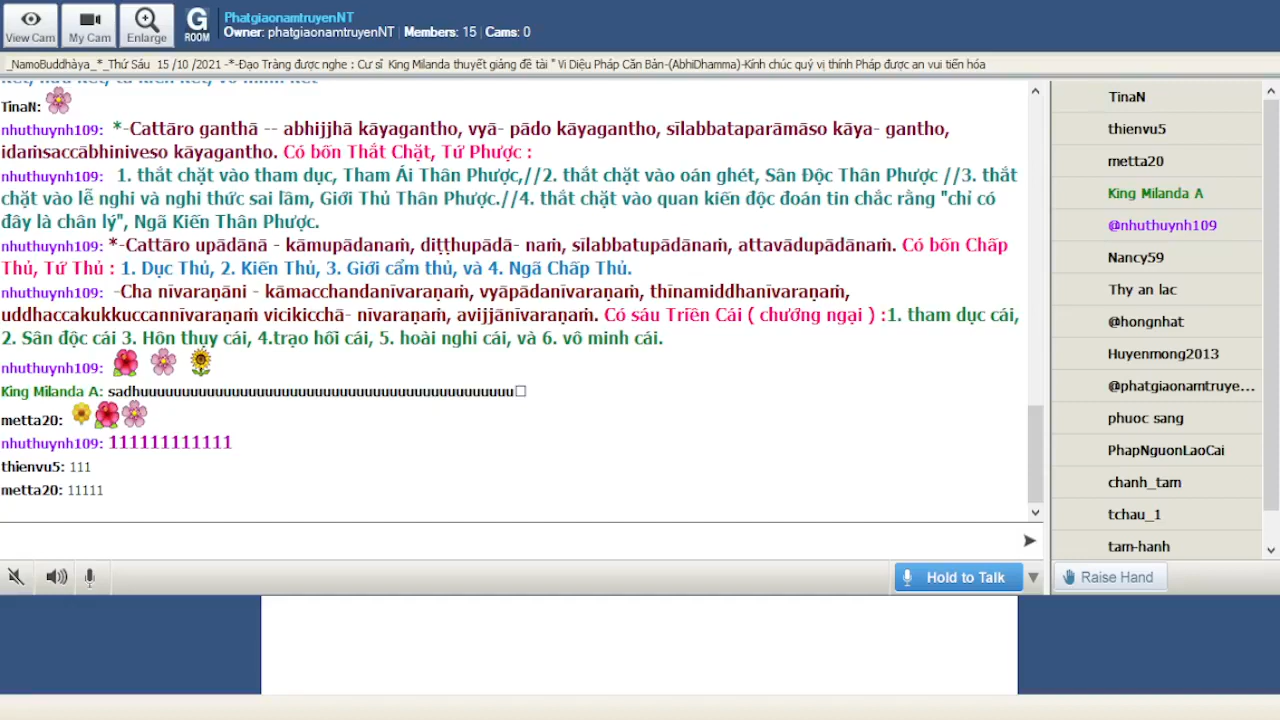 View Cam
My Cam
Enlarge
G
ROOM
PhatgiaonamtruyenNT
Owner: phatgiaonamtruyenNT | Members: 15 | Cams: 0
_NamoBuddhàya_*_Thứ Sáu 15 /10 /2021 -*-Đạo Tràng được nghe : Cư sĩ King Milanda thuyết giảng đề tài " Vi Diệu Pháp Căn Bản-(AbhiDhamma)-Kính chúc quý vị thính Pháp được an vui tiến hóa
TinaN:
nhuthuynh109: *-Cattāro ganthā -- abhijjhā kāyagantho, vyā- pādo kāyagantho, sīlabbataparāmāso kāya- gantho,
idaṁsaccābhiniveso kāyagantho. Có bốn Thắt Chặt, Tứ Phược :
nhuthuynh109: 1. thắt chặt vào tham dục, Tham Ái Thân Phược,//2. thắt chặt vào oán ghét, Sân Độc Thân Phược //3. thắt
chặt vào lễ nghi và nghi thức sai lầm, Giới Thủ Thân Phược.//4. thắt chặt vào quan kiến độc đoán tin chắc rằng "chỉ có
đây là chân lý", Ngã Kiến Thân Phược.
nhuthuynh109: *-Cattāro upādānā - kāmupādanaṁ, diṭṭhupādā- naṁ, sīlabbatupādānaṁ, attavādupādānaṁ. Có bốn Chấp
Thủ, Tứ Thủ : 1. Dục Thủ, 2. Kiến Thủ, 3. Giới cẩm thủ, và 4. Ngã Chấp Thủ.
nhuthuynh109: -Cha nīvaraṇāni - kāmacchandanīvaraṇaṁ, vyāpādanīvaraṇaṁ, thīnamiddhanīvaraṇaṁ,
uddhaccakukkuccannīvaraṇaṁ vicikicchā- nīvaraṇaṁ, avijjānīvaraṇaṁ. Có sáu Triền Cái ( chướng ngại ) :1. tham dục cái,
2. Sân độc cái 3. Hôn thụy cái, 4.trạo hối cái, 5. hoài nghi cái, và 6. vô minh cái.
nhuthuynh109:
King Milanda A: sadhuuuuuuuuuuuuuuuuuuuuuuuuuuuuuuuuuuuuuuuuuu
metta20:
nhuthuynh109: 111111111111
thienvu5: 111
metta20: 11111
Hold to Talk
TinaN
thienvu5
metta20
King Milanda A
@nhuthuynh109
Nancy59
Thy an lac
@hongnhat
Huyenmong2013
@phatgiaonamtruye...
phuoc sang
PhapNguonLaoCai
chanh_tam
tchau_1
tam-hanh
Raise Hand